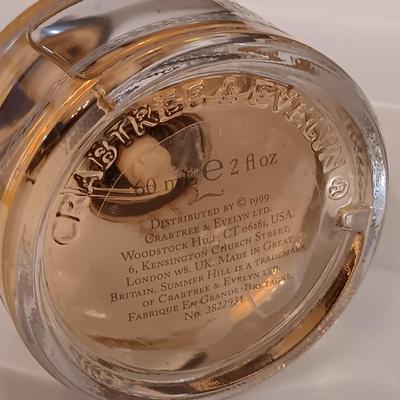 CRABTREE & EVELYN ®
60 ml e 2 fl oz
DISTRIBUTED BY © 1999
CRABTREE & EVELYN LTD.
WOODSTOCK HILL, CT 06281, USA.
6, KENSINGTON CHURCH STREET,
LONDON W8. UK. MADE IN GREAT
BRITAIN. SUMMER HILL IS A TRADEMARK
OF CRABTREE & EVELYN LTD.
FABRIQUE EN GRANDE-BRETAGNE.
NO. 2822931